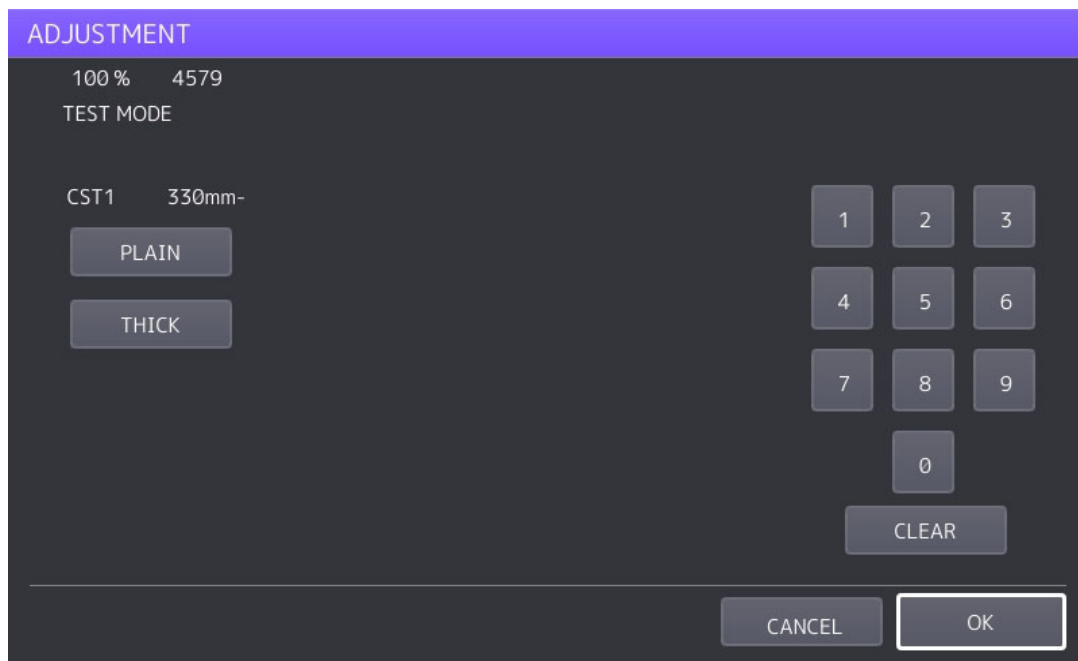 ADJUSTMENT
100 % 4579
TEST MODE
CST1 330mm-
PLAIN
THICK
1 2 3
4 5 6
7 8 9
0
CLEAR
CANCEL OK